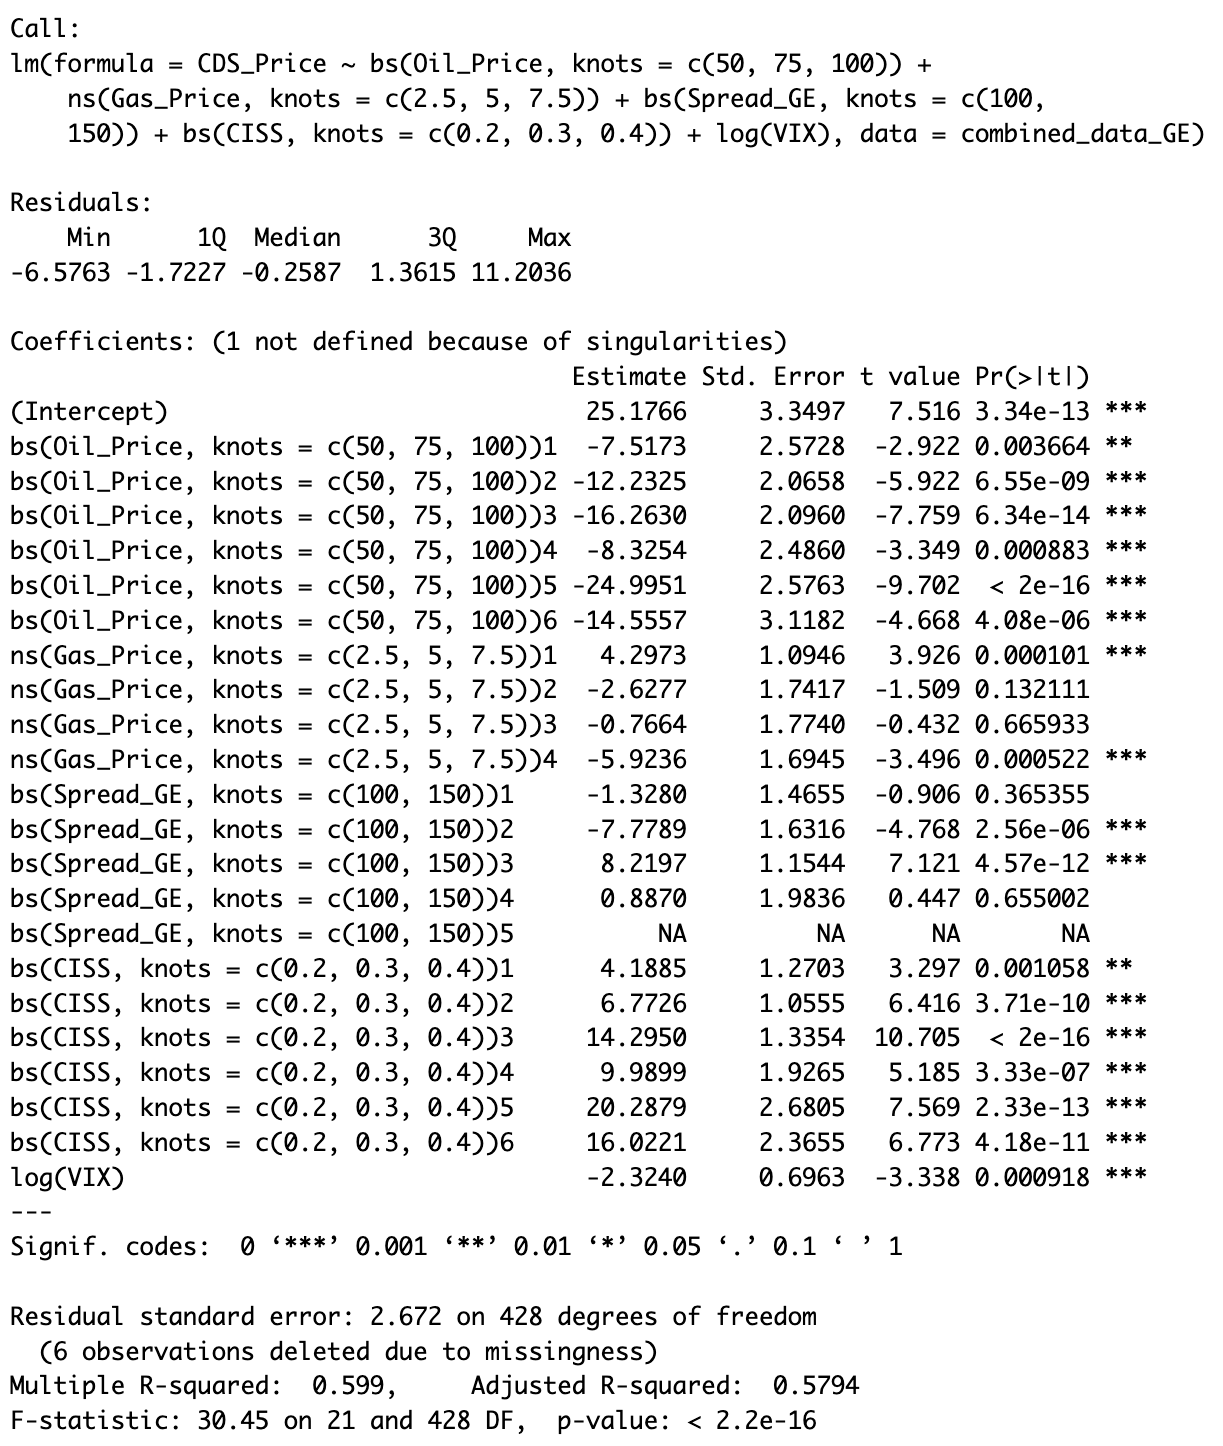 Call:
lm(formula = CDS_Price ~ bs(Oil_Price, knots = c(50, 75, 100)) +
    ns(Gas_Price, knots = c(2.5, 5, 7.5)) + bs(Spread_GE, knots = c(100,
    150)) + bs(CISS, knots = c(0.2, 0.3, 0.4)) + log(VIX), data = combined_data_GE)

Residuals:
    Min      1Q  Median      3Q     Max
-6.5763 -1.7227 -0.2587  1.3615 11.2036

Coefficients: (1 not defined because of singularities)
                                       Estimate Std. Error t value Pr(>|t|)
(Intercept)                             25.1766     3.3497   7.516 3.34e-13 ***
bs(Oil_Price, knots = c(50, 75, 100))1  -7.5173     2.5728  -2.922 0.003664 **
bs(Oil_Price, knots = c(50, 75, 100))2 -12.2325     2.0658  -5.922 6.55e-09 ***
bs(Oil_Price, knots = c(50, 75, 100))3 -16.2630     2.0960  -7.759 6.34e-14 ***
bs(Oil_Price, knots = c(50, 75, 100))4  -8.3254     2.4860  -3.349 0.000883 ***
bs(Oil_Price, knots = c(50, 75, 100))5 -24.9951     2.5763  -9.702  < 2e-16 ***
bs(Oil_Price, knots = c(50, 75, 100))6 -14.5557     3.1182  -4.668 4.08e-06 ***
ns(Gas_Price, knots = c(2.5, 5, 7.5))1   4.2973     1.0946   3.926 0.000101 ***
ns(Gas_Price, knots = c(2.5, 5, 7.5))2  -2.6277     1.7417  -1.509 0.132111
ns(Gas_Price, knots = c(2.5, 5, 7.5))3  -0.7664     1.7740  -0.432 0.665933
ns(Gas_Price, knots = c(2.5, 5, 7.5))4  -5.9236     1.6945  -3.496 0.000522 ***
bs(Spread_GE, knots = c(100, 150))1     -1.3280     1.4655  -0.906 0.365355
bs(Spread_GE, knots = c(100, 150))2     -7.7789     1.6316  -4.768 2.56e-06 ***
bs(Spread_GE, knots = c(100, 150))3      8.2197     1.1544   7.121 4.57e-12 ***
bs(Spread_GE, knots = c(100, 150))4      0.8870     1.9836   0.447 0.655002
bs(Spread_GE, knots = c(100, 150))5          NA         NA      NA       NA
bs(CISS, knots = c(0.2, 0.3, 0.4))1      4.1885     1.2703   3.297 0.001058 **
bs(CISS, knots = c(0.2, 0.3, 0.4))2      6.7726     1.0555   6.416 3.71e-10 ***
bs(CISS, knots = c(0.2, 0.3, 0.4))3     14.2950     1.3354  10.705  < 2e-16 ***
bs(CISS, knots = c(0.2, 0.3, 0.4))4      9.9899     1.9265   5.185 3.33e-07 ***
bs(CISS, knots = c(0.2, 0.3, 0.4))5     20.2879     2.6805   7.569 2.33e-13 ***
bs(CISS, knots = c(0.2, 0.3, 0.4))6     16.0221     2.3655   6.773 4.18e-11 ***
log(VIX)                                -2.3240     0.6963  -3.338 0.000918 ***
---
Signif. codes:  0 ‘***’ 0.001 ‘**’ 0.01 ‘*’ 0.05 ‘.’ 0.1 ‘ ’ 1

Residual standard error: 2.672 on 428 degrees of freedom
  (6 observations deleted due to missingness)
Multiple R-squared:  0.599,     Adjusted R-squared:  0.5794
F-statistic: 30.45 on 21 and 428 DF,  p-value: < 2.2e-16